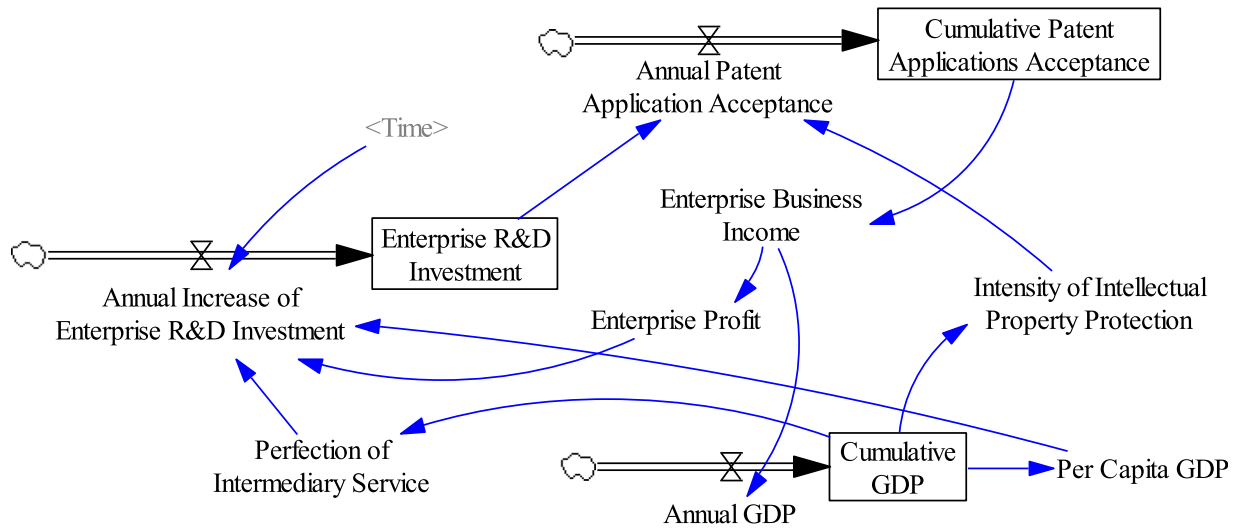 Cumulative Patent
Applications Acceptance
Annual Patent
Application Acceptance
<Time>
Enterprise Business
Income
Enterprise R&D
Investment
Annual Increase of
Enterprise R&D Investment
Intensity of Intellectual
Property Protection
Enterprise Profit
Perfection of
Intermediary Service
Cumulative
GDP
Per Capita GDP
Annual GDP